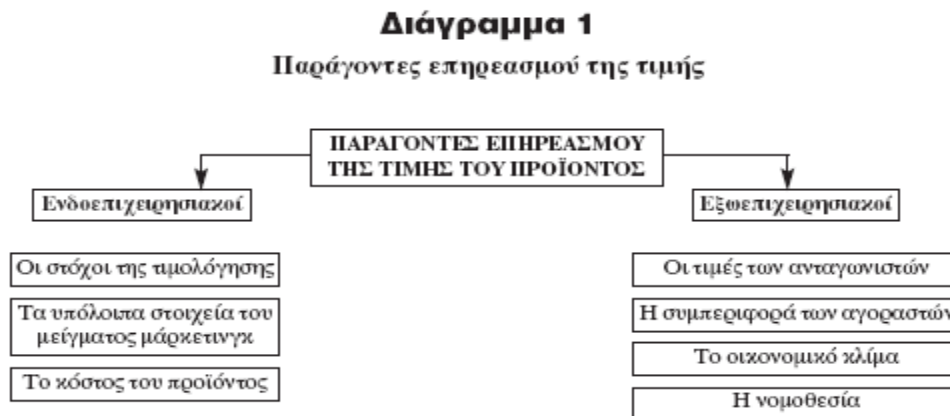 Διάγραμμα 1
Παράγοντες επηρεασμού της τιμής
ΠΑΡΑΓΟΝΤΕΣ ΕΠΗΡΕΑΣΜΟΥ
ΤΗΣ ΤΙΜΗΣ ΤΟΥ ΠΡΟΪΟΝΤΟΣ
Ενδοεπιχειρησιακοί
Οι στόχοι της τιμολόγησης
Τα υπόλοιπα στοιχεία του
μείγματος μάρκετινγκ
Το κόστος του προϊόντος
Εξωεπιχειρησιακοί
Οι τιμές των ανταγωνιστών
Η συμπεριφορά των αγοραστών
Το οικονομικό κλίμα
Η νομοθεσία